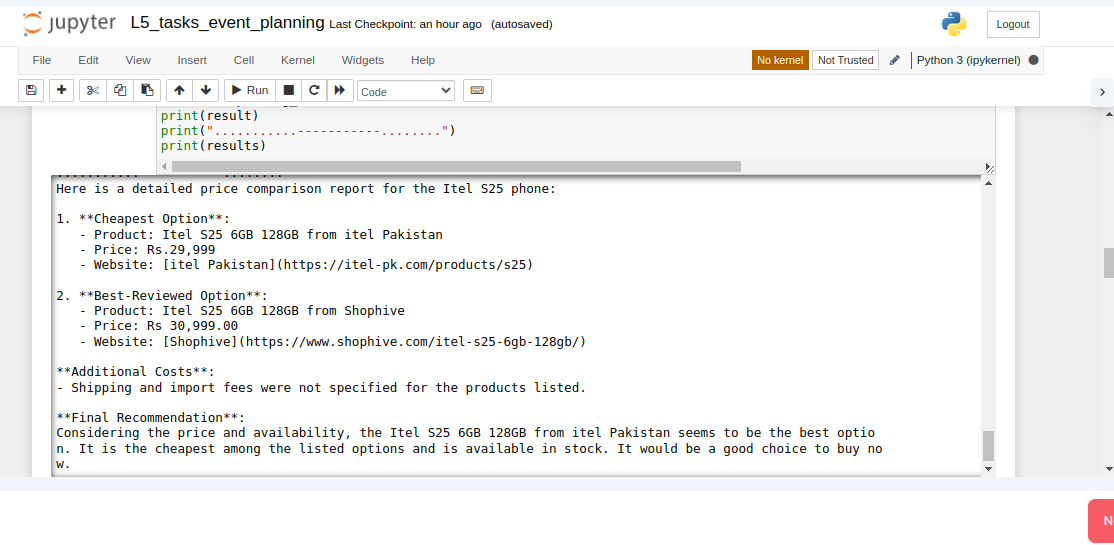 jupyter L5_tasks_event_planning Last Checkpoint: an hour ago (autosaved) Logout
File Edit View Insert Cell Kernel Widgets Help No kernel Not Trusted Python 3 (ipykernel)
Run Code
print(result)
print("...........-----------........")
print(results)
Here is a detailed price comparison report for the Itel S25 phone:
1. **Cheapest Option**:
- Product: Itel S25 6GB 128GB from itel Pakistan
- Price: Rs.29,999
- Website: [itel Pakistan](https://itel-pk.com/products/s25)
2. **Best-Reviewed Option**:
- Product: Itel S25 6GB 128GB from Shophive
- Price: Rs 30,999.00
- Website: [Shophive](https://www.shophive.com/itel-s25-6gb-128gb/)
**Additional Costs**:
- Shipping and import fees were not specified for the products listed.
**Final Recommendation**:
Considering the price and availability, the Itel S25 6GB 128GB from itel Pakistan seems to be the best optio
n. It is the cheapest among the listed options and is available in stock. It would be a good choice to buy no
w.
N